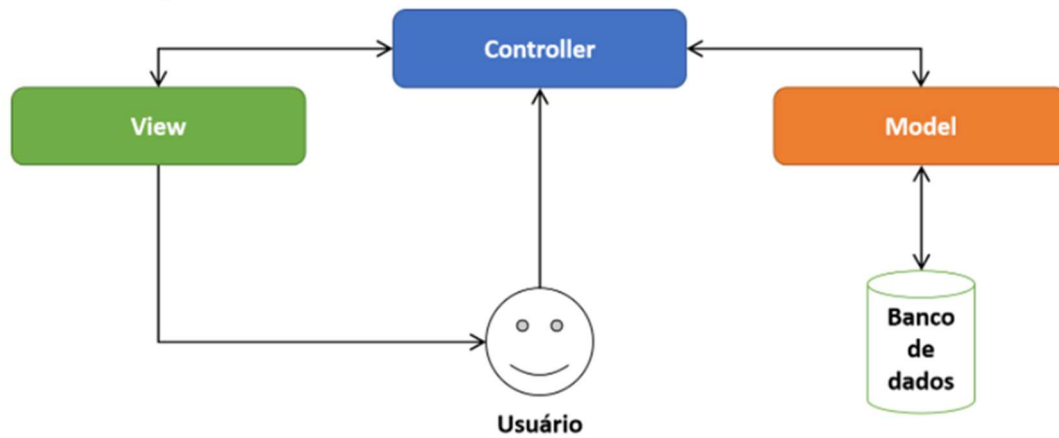 Controller
View
Model
Banco
de
dados
Usuário